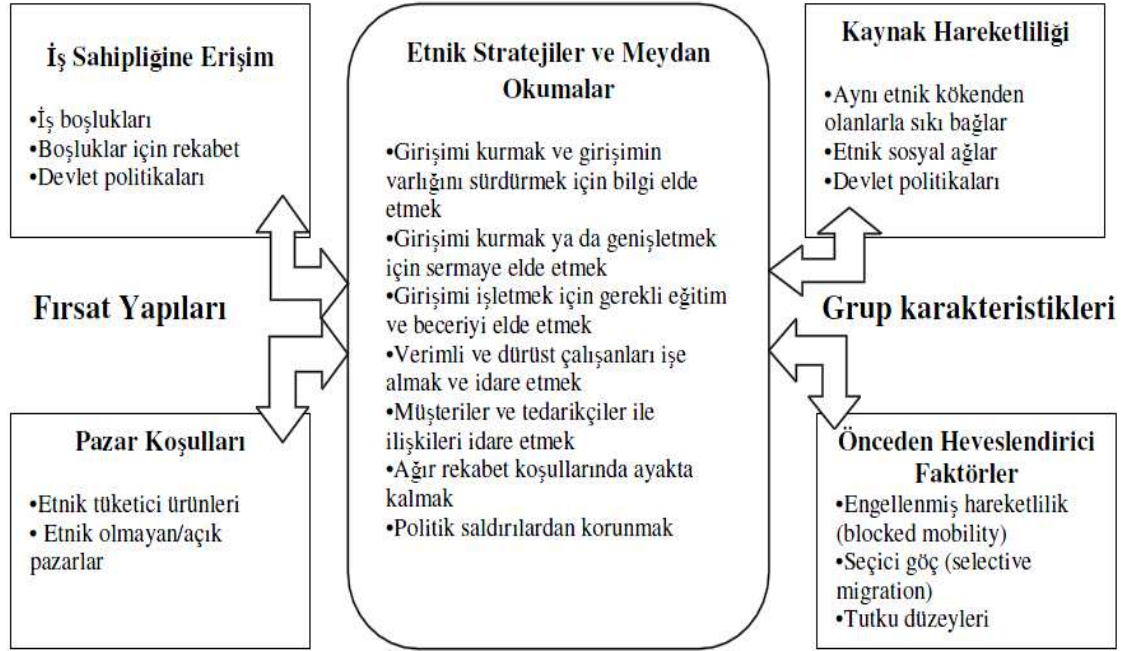 İş Sahipliğine Erişim
•İş boşlukları
•Boşluklar için rekabet
•Devlet politikaları
Fırsat Yapıları
Pazar Koşulları
•Etnik tüketici ürünleri
• Etnik olmayan/açık
pazarlar
Etnik Stratejiler ve Meydan
Okumalar
•Girişimi kurmak ve girişimin
varlığını sürdürmek için bilgi elde
etmek
•Girişimi kurmak ya da genişletmek
için sermaye elde etmek
•Girişimi işletmek için gerekli eğitim
ve beceriyi elde etmek
•Verimli ve dürüst çalışanları işe
almak ve idare etmek
•Müşteriler ve tedarikçiler ile
ilişkileri idare etmek
•Ağır rekabet koşullarında ayakta
kalmak
•Politik saldırılardan korunmak
Kaynak Hareketliliği
•Aynı etnik kökenden
olanlarla sıkı bağlar
•Etnik sosyal ağlar
•Devlet politikaları
Grup karakteristikleri
Önceden Heveslendirici
Faktörler
•Engellenmiş hareketlilik
(blocked mobility)
•Seçici göç (selective
migration)
•Tutku düzeyleri